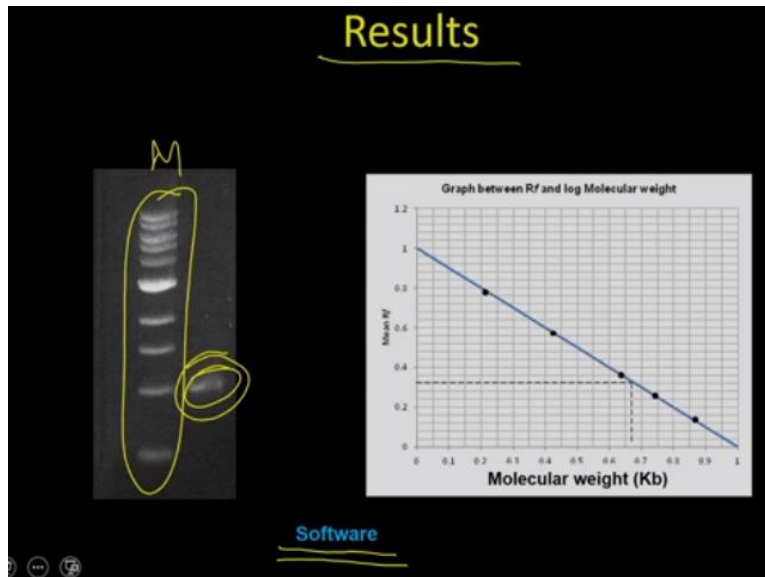 Results
M
Graph between Rf and log Molecular weight
1.2
1
0.8
0.6
0.4
0.2
0
Mean Rf
0 0.1 0.2 0.3 0.4 0.5 0.6 0.7 0.8 0.9 1
Molecular weight (Kb)
Software